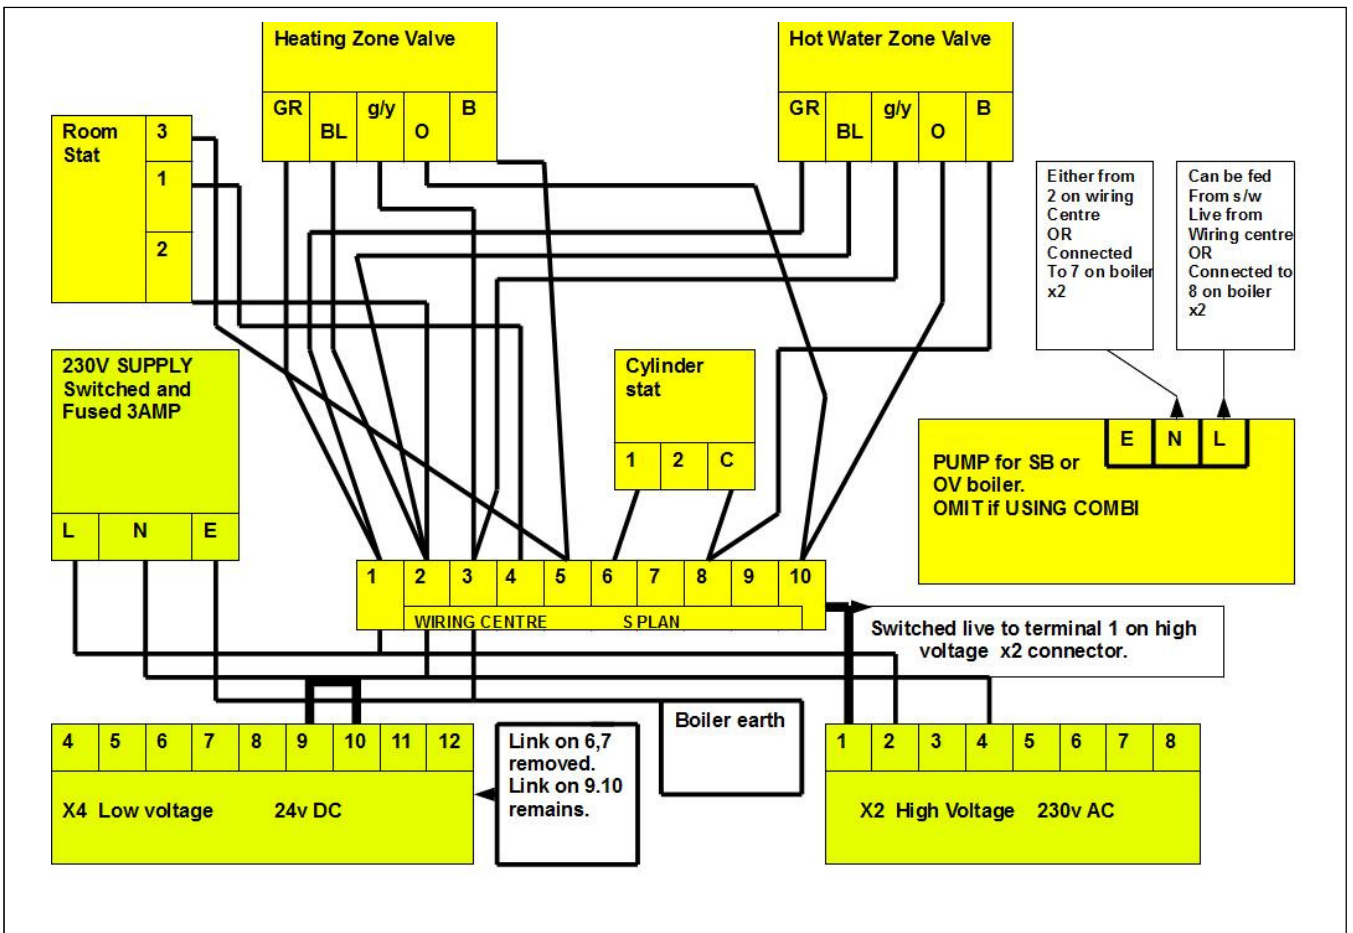 Heating Zone Valve
GR BL g/y O B
Hot Water Zone Valve
GR BL g/y O B
Room
Stat
3
1
2
Either from
2 on wiring
Centre
OR
Connected
To 7 on boiler
x2
Can be fed
From s/w
Live from
Wiring centre
OR
Connected to
8 on boiler
x2
230V SUPPLY
Switched and
Fused 3AMP
L N E
Cylinder
stat
1 2 C
E N L
PUMP for SB or
OV boiler.
OMIT if USING COMBI
1 2 3 4 5 6 7 8 9 10
WIRING CENTRE S PLAN
Switched live to terminal 1 on high
voltage x2 connector.
4 5 6 7 8 9 10 11 12
X4 Low voltage 24v DC
Link on 6,7
removed.
Link on 9.10
remains.
Boiler earth
1 2 3 4 5 6 7 8
X2 High Voltage 230v AC